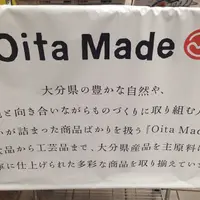 Oita Made
大分県の豊かな自然や、
と向き合いながらものづくりに取り組む
いが詰まった商品ばかりを扱う『Oita Mad
品から工芸品まで、大分県産品を主原料に
に仕上げられた多彩な商品を取り揃えてい